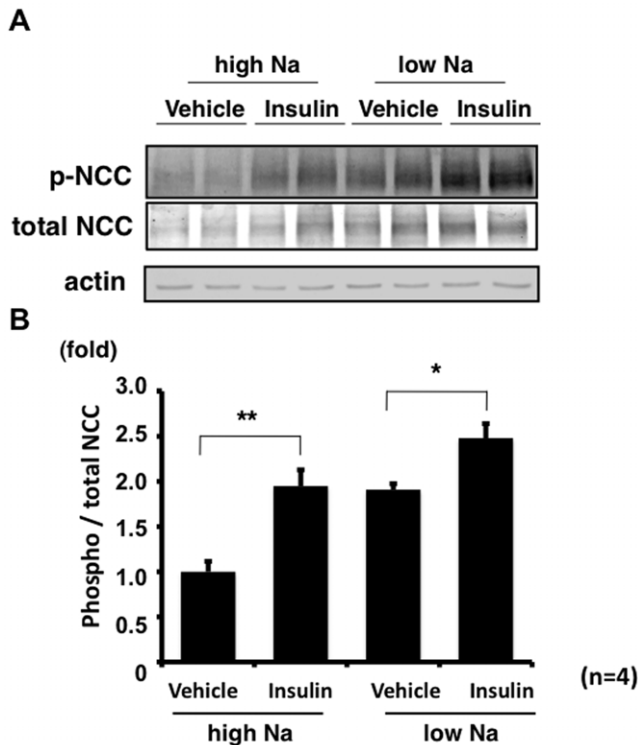 A
high Na low Na
Vehicle Insulin Vehicle Insulin
p-NCC
total NCC
actin
B
(fold)
Phospho / total NCC
3.0
2.5
2.0
1.5
1.0
0.5
0
**
*
Vehicle Insulin Vehicle Insulin
high Na low Na
(n=4)